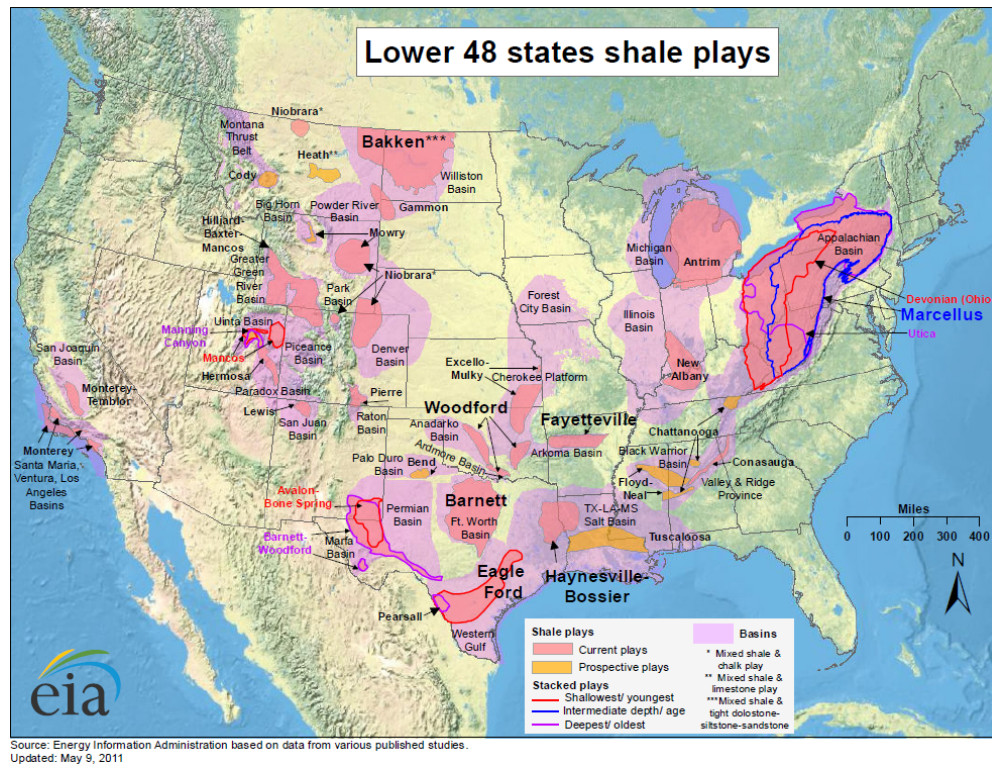 Lower 48 states shale plays
Niobrara*
Montana
Thrust
Belt
Bakken***
Heath**
Cody
Williston
Basin
Big Horn
Basin
Powder River
Basin
Gammon
Hilliard-
Baxter-
Mancos
Mowry
Greater
Green
River
Basin
Niobrara*
Park
Basin
Michigan
Basin
Antrim
Appalachian
Basin
Devonian (Ohio
Marcellus
Utica
Forest
City Basin
Illinois
Basin
Uinta Basin
Manning
Canyon
Mancos
Piceance
Basin
Denver
Basin
San Joaquin
Basin
Hermosa
Excello-
Mulky
Cherokee Platform
New
Albany
Monterey-
Temblor
Paradox Basin
Pierre
Lewis
San Juan
Basin
Raton
Basin
Woodford
Anadarko
Basin
Fayetteville
Chattanooga
Monterey
Santa Maria,
Ventura, Los
Angeles
Basins
Palo Duro
Basin
Bend
Ardmore Basin
Arkoma Basin
Black Warrior
Basin
Conasauga
Floyd-
Neal
Valley & Ridge
Province
Avalon-
Bone Spring
Permian
Basin
Barnett
Ft. Worth
Basin
TX-LA-MS
Salt Basin
Tuscaloosa
Miles
0 100 200 300 400
N
Barnett-
Woodford
Marfa
Basin
Eagle
Ford
Haynesville-
Bossier
Pearsall
Western
Gulf
Shale plays
Current plays
Prospective plays
Stacked plays
Shallowest/ youngest
Intermediate depth/ age
Deepest/ oldest
Basins
* Mixed shale &
chalk play
** Mixed shale &
limestone play
***Mixed shale &
tight dolostone-
siltstone-sandstone
eia
Source: Energy Information Administration based on data from various published studies.
Updated: May 9, 2011